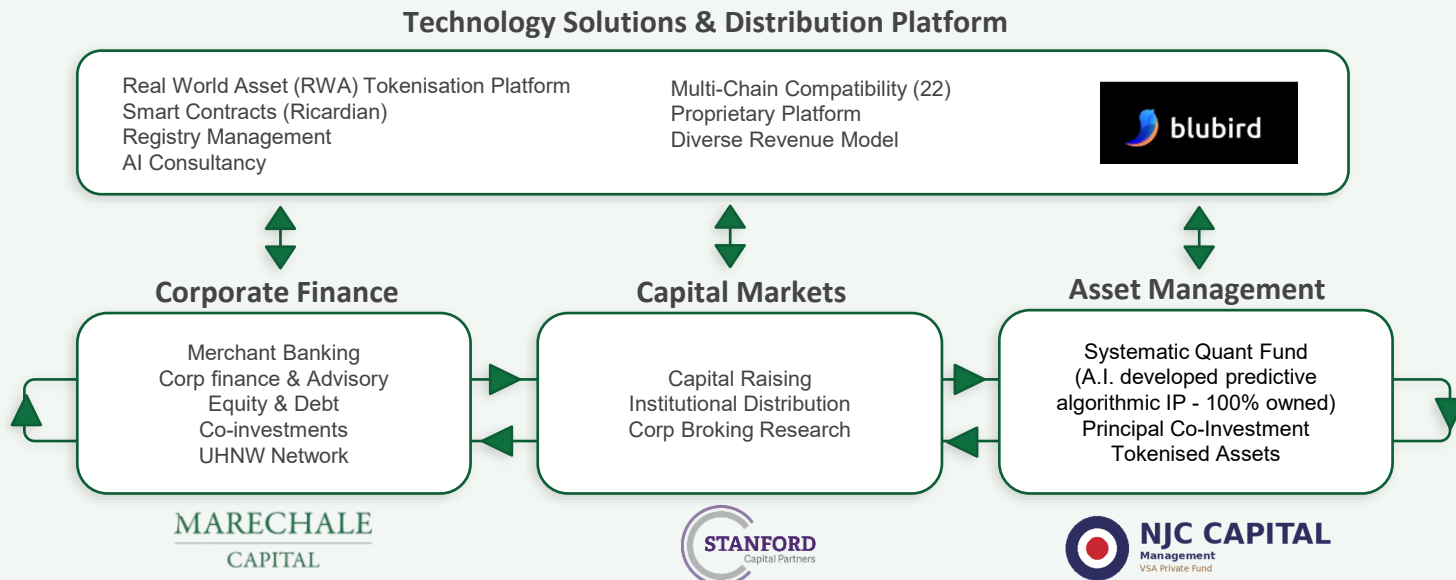 Technology Solutions & Distribution Platform
Real World Asset (RWA) Tokenisation Platform
Smart Contracts (Ricardian)
Registry Management
AI Consultancy
Multi-Chain Compatibility (22)
Proprietary Platform
Diverse Revenue Model
blubird
Corporate Finance
Merchant Banking
Corp finance & Advisory
Equity & Debt
Co-investments
UHNW Network
Capital Markets
Capital Raising
Institutional Distribution
Corp Broking Research
Asset Management
Systematic Quant Fund
(A.I. developed predictive
algorithmic IP - 100% owned)
Principal Co-Investment
Tokenised Assets
MARECHALE
CAPITAL
STANFORD
Capital Partners
NJC CAPITAL
Management
VSA Private Fund